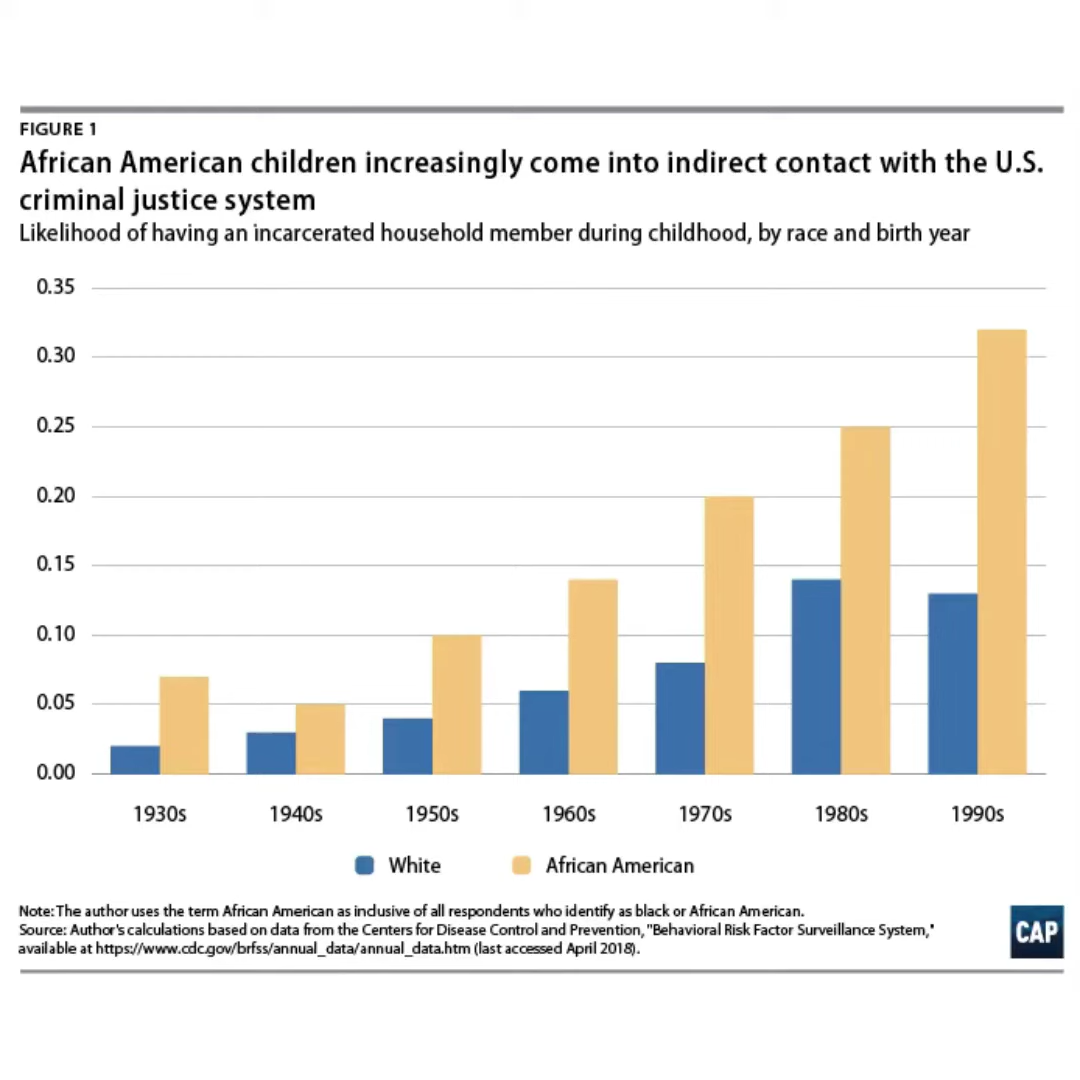 FIGURE 1
African American children increasingly come into indirect contact with the U.S.
criminal justice system
Likelihood of having an incarcerated household member during childhood, by race and birth year
0.35
0.30
0.25
0.20
0.15
0.10
0.05
0.00
1930s 1940s 1950s 1960s 1970s 1980s 1990s
White African American
Note: The author uses the term African American as inclusive of all respondents who identify as black or African American.
Source: Author's calculations based on data from the Centers for Disease Control and Prevention, "Behavioral Risk Factor Surveillance System,"
available at https://www.cdc.gov/brfss/annual_data/annual_data.htm (last accessed April 2018).
CAP